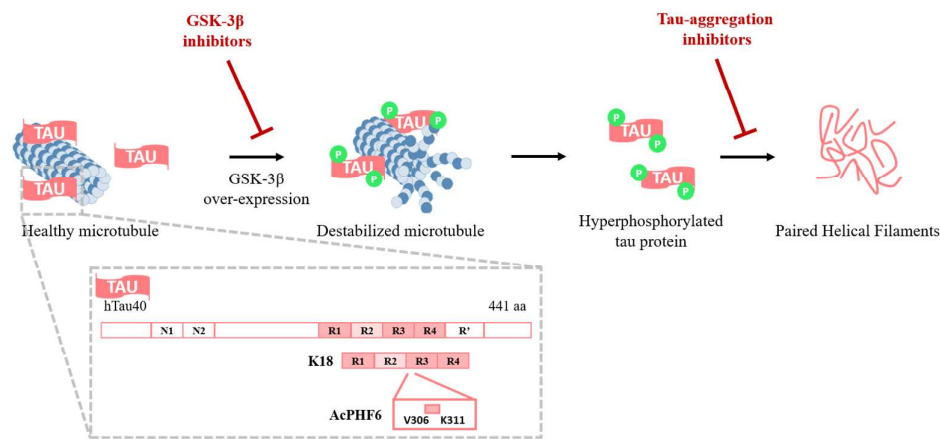 GSK-3β
inhibitors
Tau-aggregation
inhibitors
TAU
TAU
TAU
P
TAU
P
P
TAU
P
P
TAU
P
P
TAU
P
GSK-3β
over-expression
Healthy microtubule
Destabilized microtubule
Hyperphosphorylated
tau protein
Paired Helical Filaments
TAU
hTau40
441 aa
N1 N2 R1 R2 R3 R4 R'
K18 R1 R2 R3 R4
AcPHF6
V306 K311